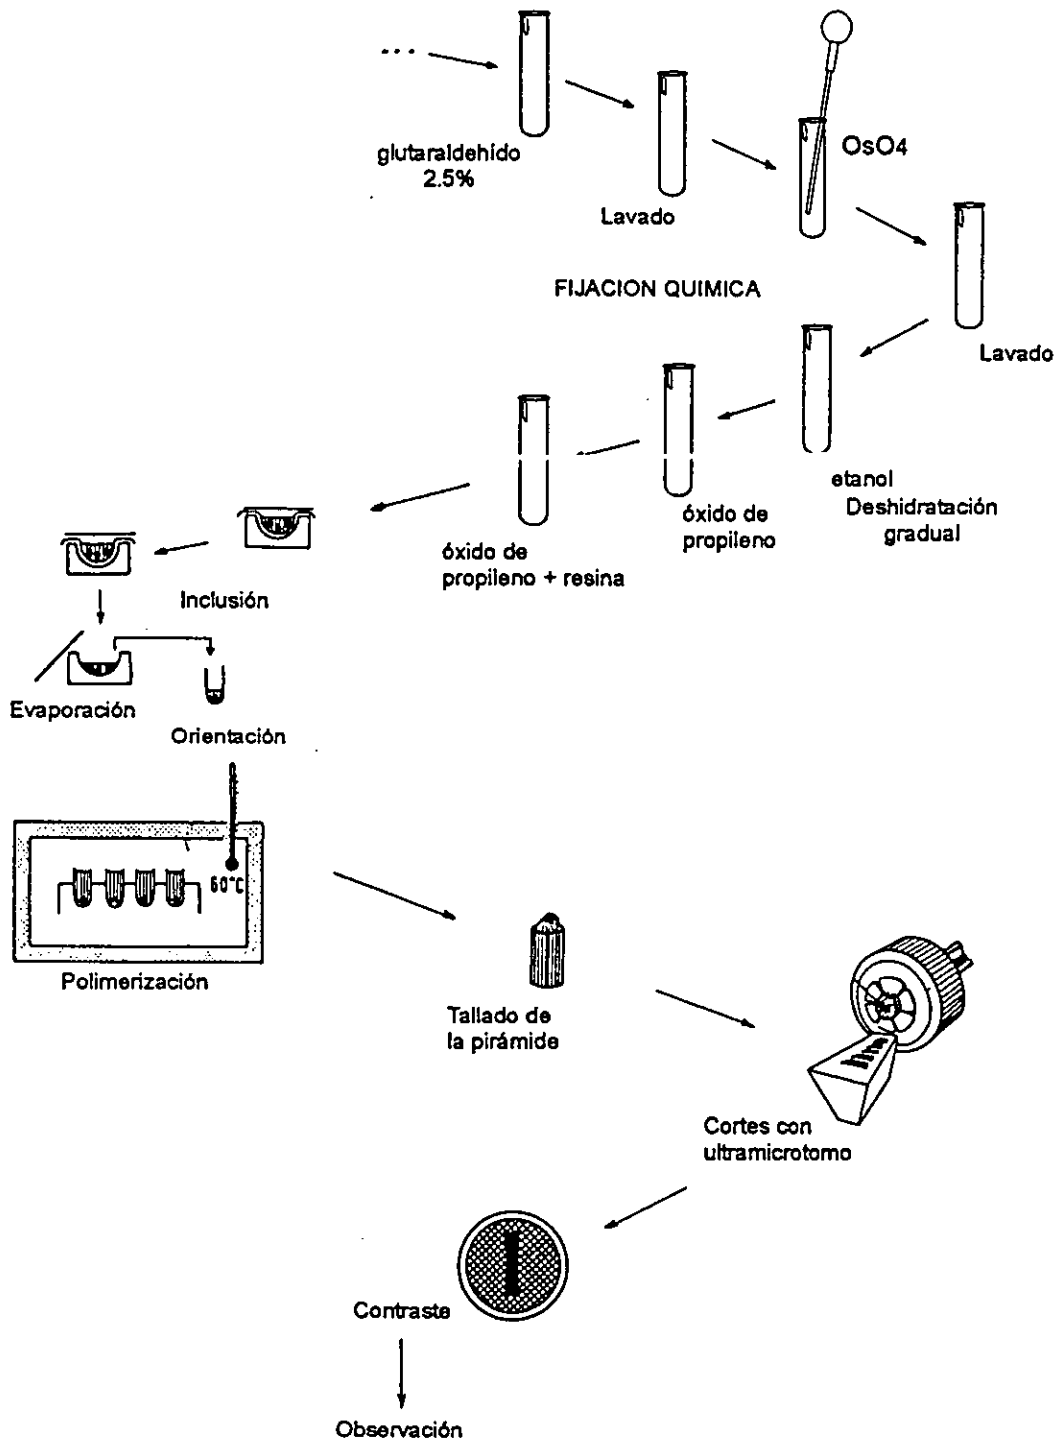 ...
glutaraldehído
2.5%
Lavado
OsO4
FIJACION QUIMICA
Lavado
etanol
Deshidratación
gradual
óxido de
propileno
óxido de
propileno + resina
Inclusión
Evaporación
Orientación
60°C
Polimerización
Tallado de
la pirámide
Cortes con
ultramicrotomo
Contraste
Observación